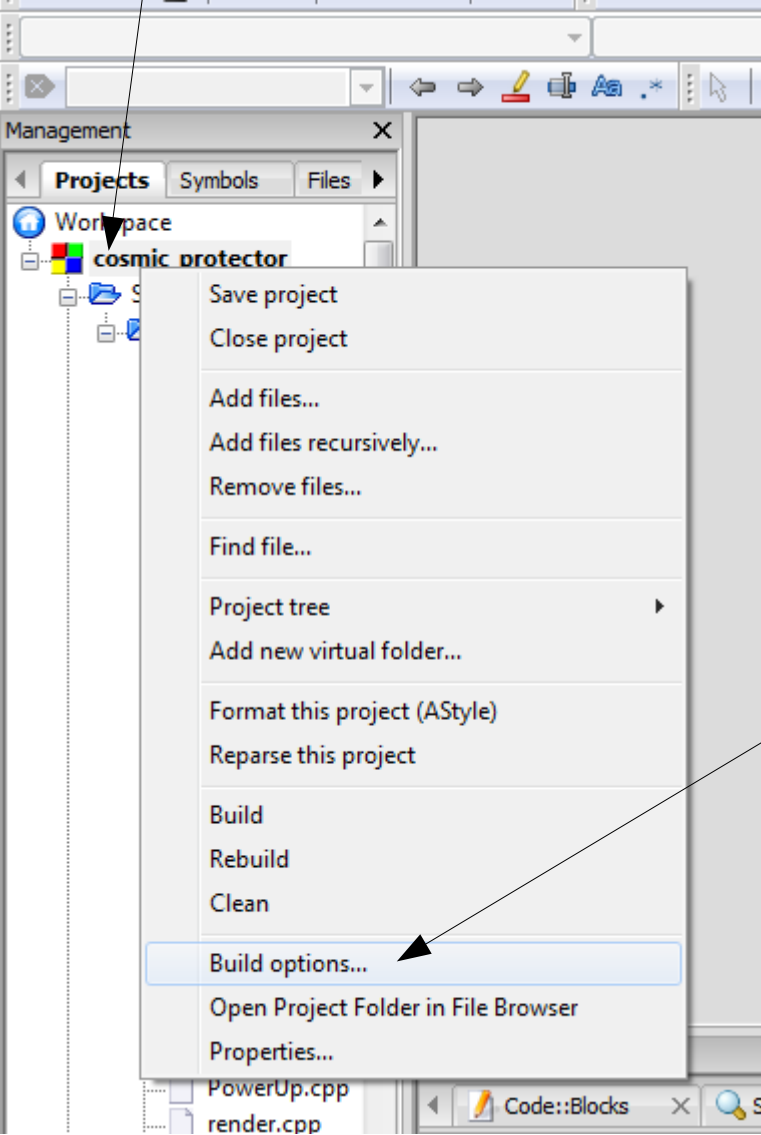 Management
Projects Symbols Files
Workspace
cosmic_protector
S
Save project
Close project
Add files...
Add files recursively...
Remove files...
Find file...
Project tree
Add new virtual folder...
Format this project (AStyle)
Reparse this project
Build
Rebuild
Clean
Build options...
Open Project Folder in File Browser
Properties...
PowerUp.cpp
render.cpp
Code::Blocks S